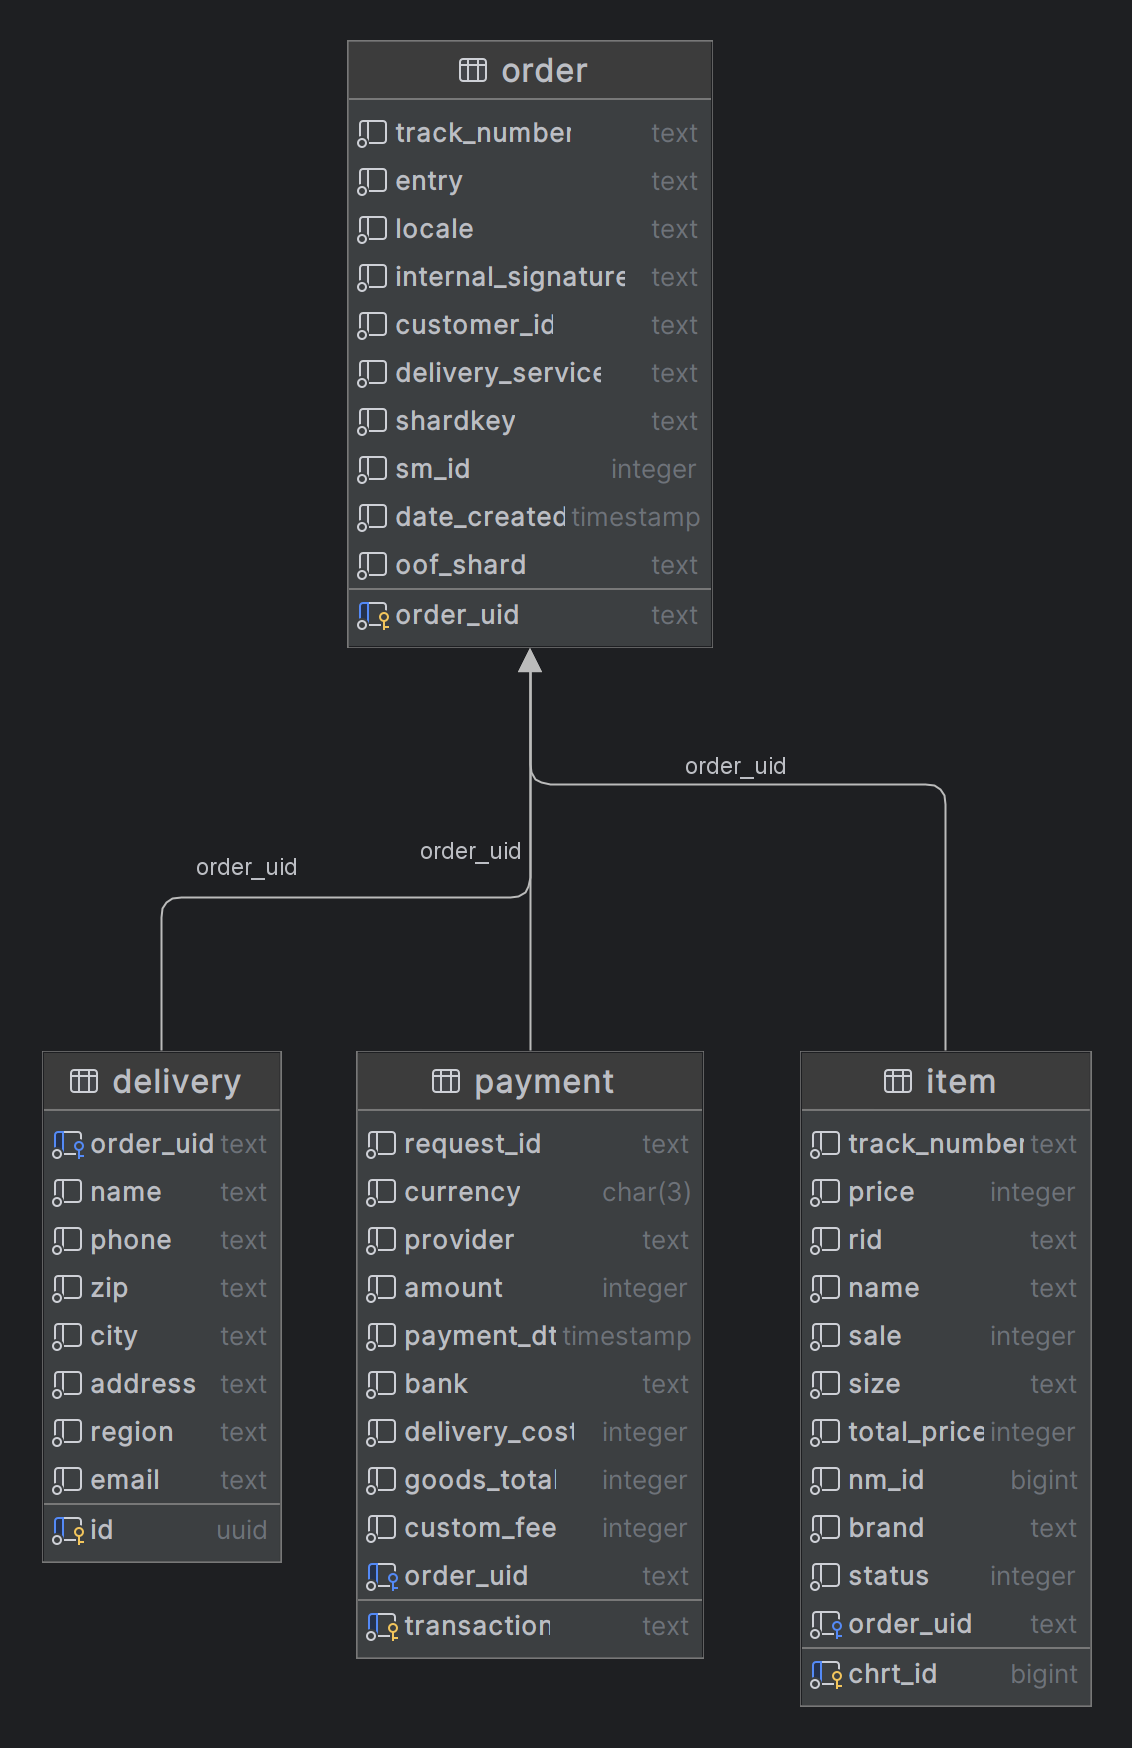 order
track_number text
entry text
locale text
internal_signature text
customer_id text
delivery_service text
shardkey text
sm_id integer
date_created timestamp
oof_shard text
order_uid text
order_uid
order_uid
order_uid
delivery
order_uid text
name text
phone text
zip text
city text
address text
region text
email text
id uuid
payment
request_id text
currency char(3)
provider text
amount integer
payment_dt timestamp
bank text
delivery_cost integer
goods_total integer
custom_fee integer
order_uid text
transaction text
item
track_number text
price integer
rid text
name text
sale integer
size text
total_price integer
nm_id bigint
brand text
status integer
order_uid text
chrt_id bigint